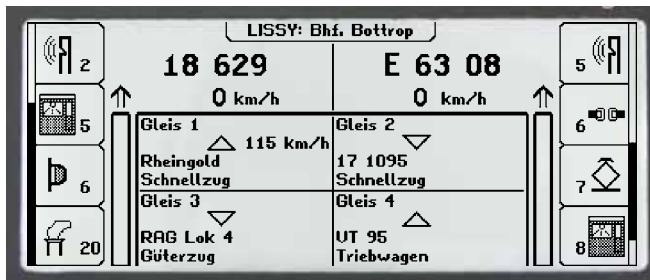 LISSY: Bhf. Bottrop
2
18 629
E 63 08
5
0 km/h
0 km/h
5
Gleis 1
115 km/h
Rheingold
Schnellzug
Gleis 2
17 1095
Schnellzug
6
6
7
Gleis 3
RAG Lok 4
Güterzug
Gleis 4
VT 95
Triebwagen
20
8